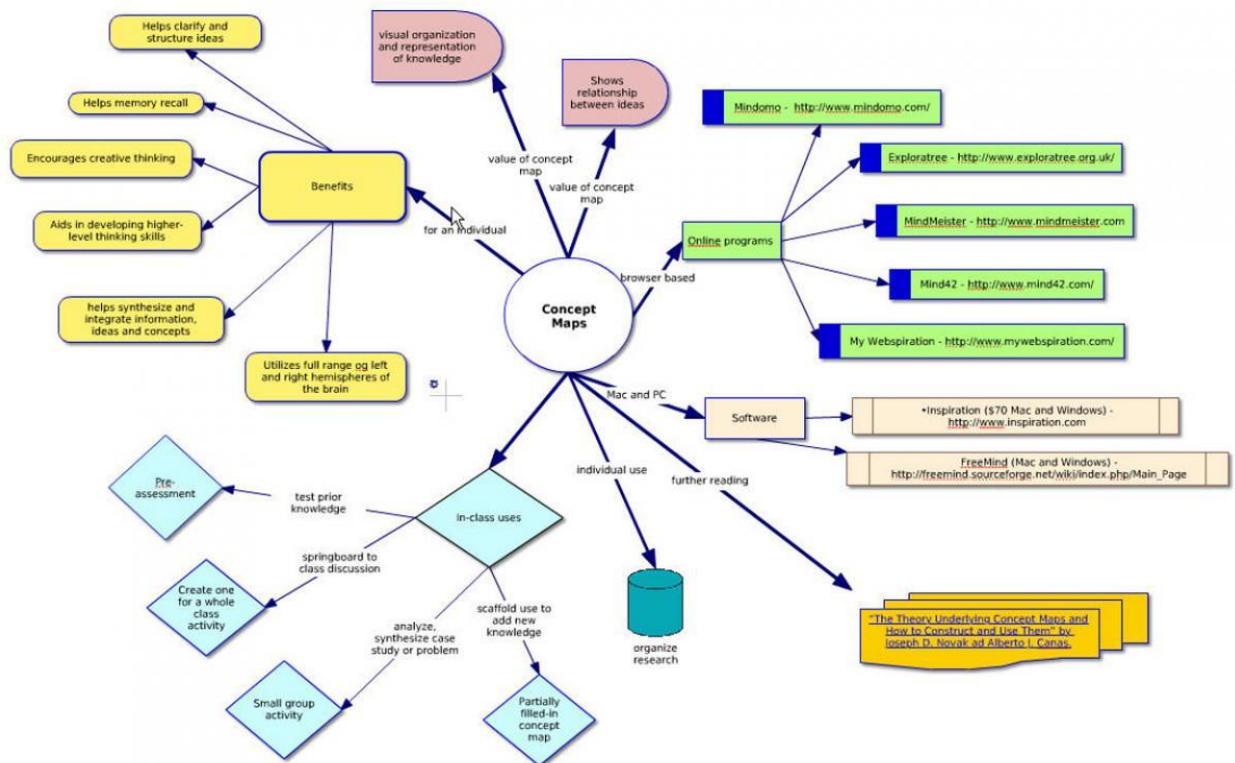 Helps clarify and
structure ideas
Helps memory recall
Encourages creative thinking
Aids in developing higher-
level thinking skills
helps synthesize and
integrate information,
ideas and concepts
Utilizes full range og left
and right hemispheres of
the brain
Benefits
for an individual
visual organization
and representation
of knowledge
value of concept
map
Shows
relationship
between ideas
value of concept
map
Concept
Maps
browser based
Online programs
Mindomo - http://www.mindomo.com/
Exploratree - http://www.exploratree.org.uk/
MindMeister - http://www.mindmeister.com
Mind42 - http://www.mind42.com/
My Webspiration - http://www.mywebspiration.com/
Mac and PC
Software
•Inspiration ($70 Mac and Windows) -
http://www.inspiration.com
FreeMind (Mac and Windows) -
http://freemind.sourceforge.net/wiki/index.php/Main_Page
further reading
"The Theory Underlying Concept Maps and
How to Construct and Use Them" by
Joseph D. Novak ad Alberto J. Canas.
individual use
organize
research
In-class uses
test prior
knowledge
Pre-
assessment
springboard to
class discussion
Create one
for a whole
class
activity
analyze,
synthesize case
study or problem
Small group
activity
scaffold use to
add new
knowledge
Partially
filled-in
concept
map